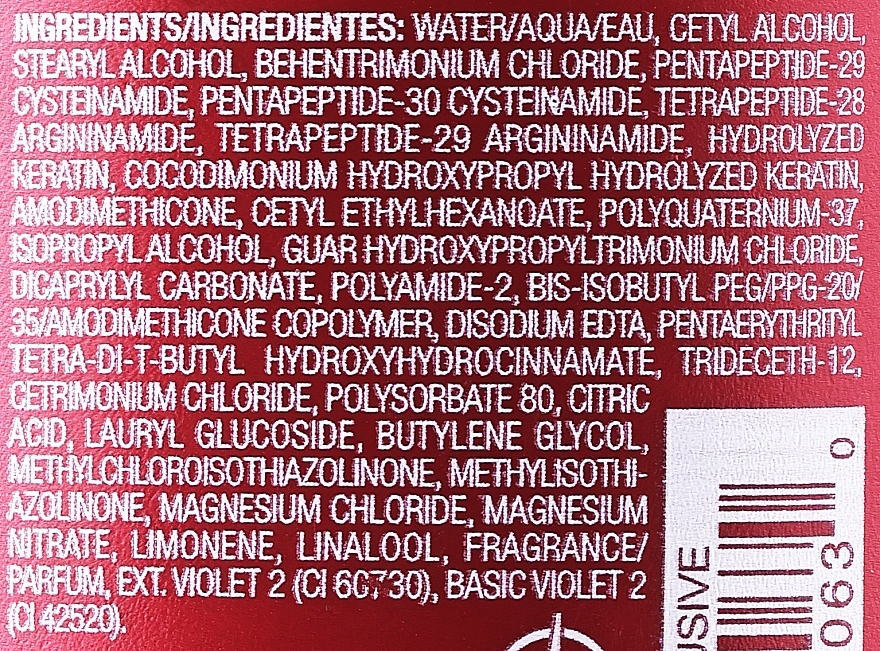 INGREDIENTS/INGREDIENTES: WATER/AQUA/EAU, CETYL ALCOHOL,
STEARYL ALCOHOL, BEHENTRIMONIUM CHLORIDE, PENTAPEPTIDE-29
CYSTEINAMIDE, PENTAPEPTIDE-30 CYSTEINAMIDE, TETRAPEPTIDE-28
ARGININAMIDE, TETRAPEPTIDE-29 ARGININAMIDE, HYDROLYZED
KERATIN, COCODIMONIUM HYDROXYPROPYL HYDROLYZED KERATIN,
AMODIMETHICONE, CETYL ETHYLHEXANOATE, POLYQUATERNIUM-37,
ISOPROPYL ALCOHOL, GUAR HYDROXYPROPYLTRIMONIUM CHLORIDE,
DICAPRYLYL CARBONATE, POLYAMIDE-2, BIS-ISOBUTYL PEG/PPG-20/
35/AMODIMETHICONE COPOLYMER, DISODIUM EDTA, PENTAERYTHRITYL
TETRA-DI-T-BUTYL HYDROXYHYDROCINNAMATE, TRIDECETH-12,
CETRIMONIUM CHLORIDE, POLYSORBATE 80, CITRIC
ACID, LAURYL GLUCOSIDE, BUTYLENE GLYCOL,
METHYLCHLOROISOTHIAZOLINONE, METHYLISOTHI-
AZOLINONE, MAGNESIUM CHLORIDE, MAGNESIUM
NITRATE, LIMONENE, LINALOOL, FRAGRANCE/
PARFUM, EXT. VIOLET 2 (CI 60730), BASIC VIOLET 2
(CI 42520).
USIVE
063
0